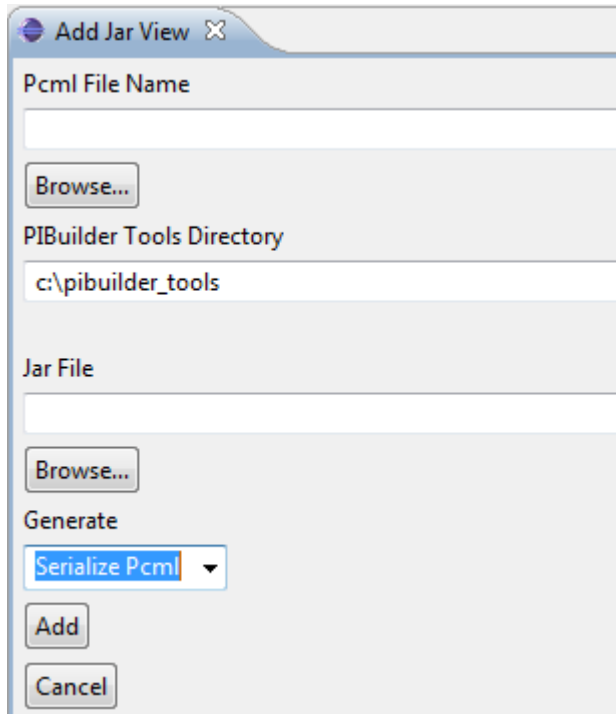 Add Jar View
Pcml File Name
Browse...
PIBuilder Tools Directory
c:\pibuilder_tools
Jar File
Browse...
Generate
Serialize Pcml
Add
Cancel